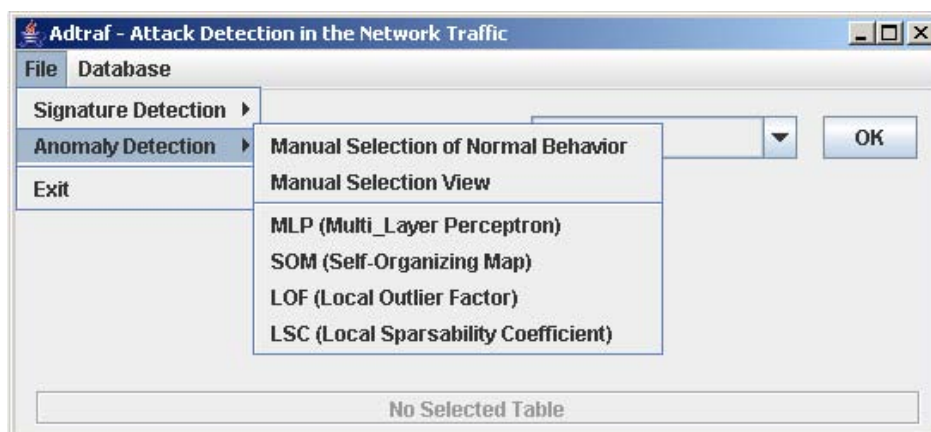 Adtraf - Attack Detection in the Network Traffic
File Database
Signature Detection
Anomaly Detection
Exit
Manual Selection of Normal Behavior
Manual Selection View
MLP (Multi_Layer Perceptron)
SOM (Self-Organizing Map)
LOF (Local Outlier Factor)
LSC (Local Sparsability Coefficient)
OK
No Selected Table